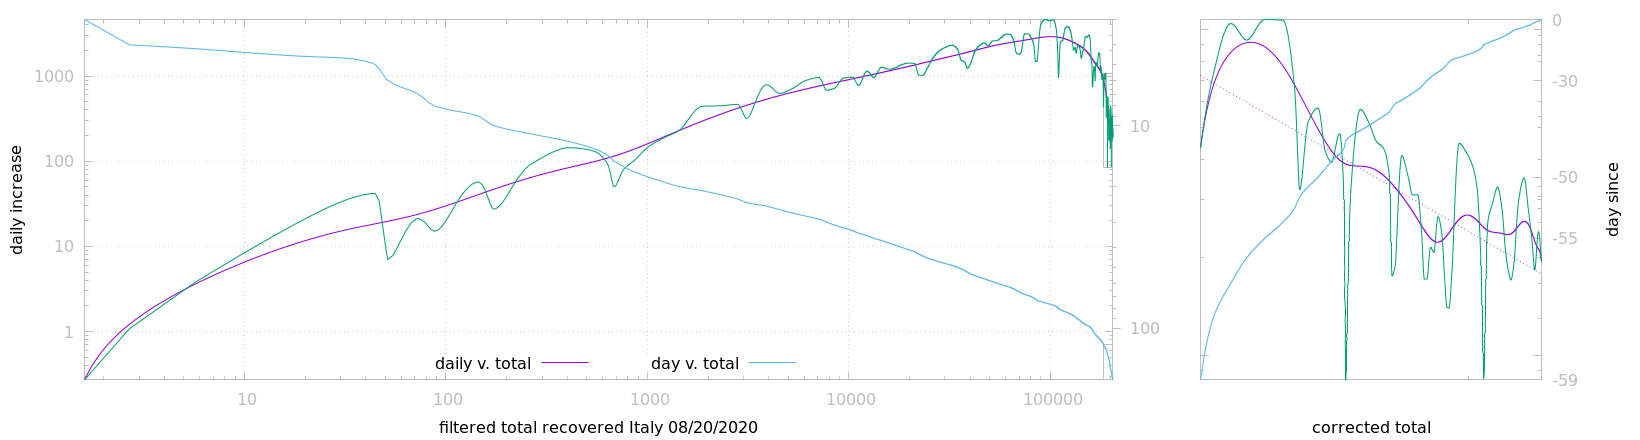 1000
100
10
1
daily increase
daily v. total
day v. total
10
100
1000
10000
100000
filtered total recovered Italy 08/20/2020
10
100
0
-30
-50
-55
-59
day since
corrected total